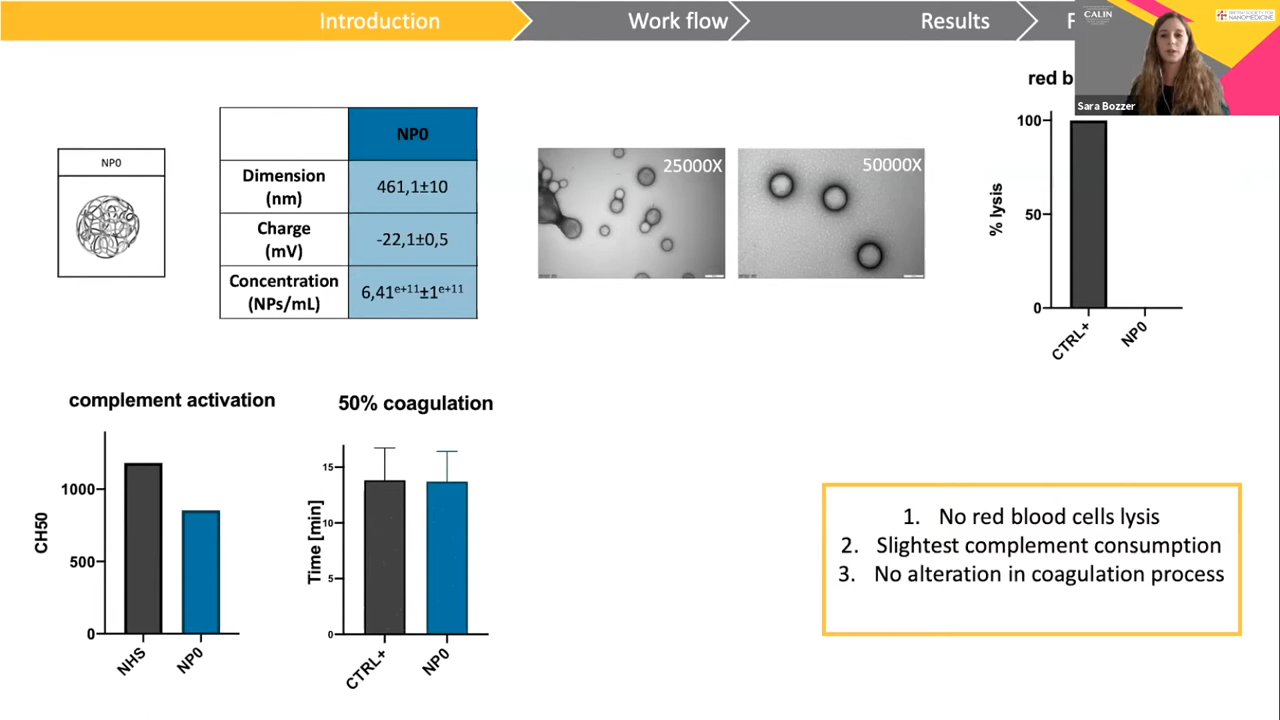 Introduction
Work flow
Results
CALIN
NANOMEDICINE
Sara Bozzer
NP0
NP0
Dimension
(nm)
461,1±10
Charge
(mV)
-22,1±0,5
Concentration
(NPs/mL)
6,41e+11±1e+11
25000X
50000X
red b
% lysis
100
50
0
CTRL+
NP0
complement activation
CH50
1000
500
0
NHS
NP0
50% coagulation
Time [min]
15
10
5
0
CTRL+
NP0
1. No red blood cells lysis
2. Slightest complement consumption
3. No alteration in coagulation process